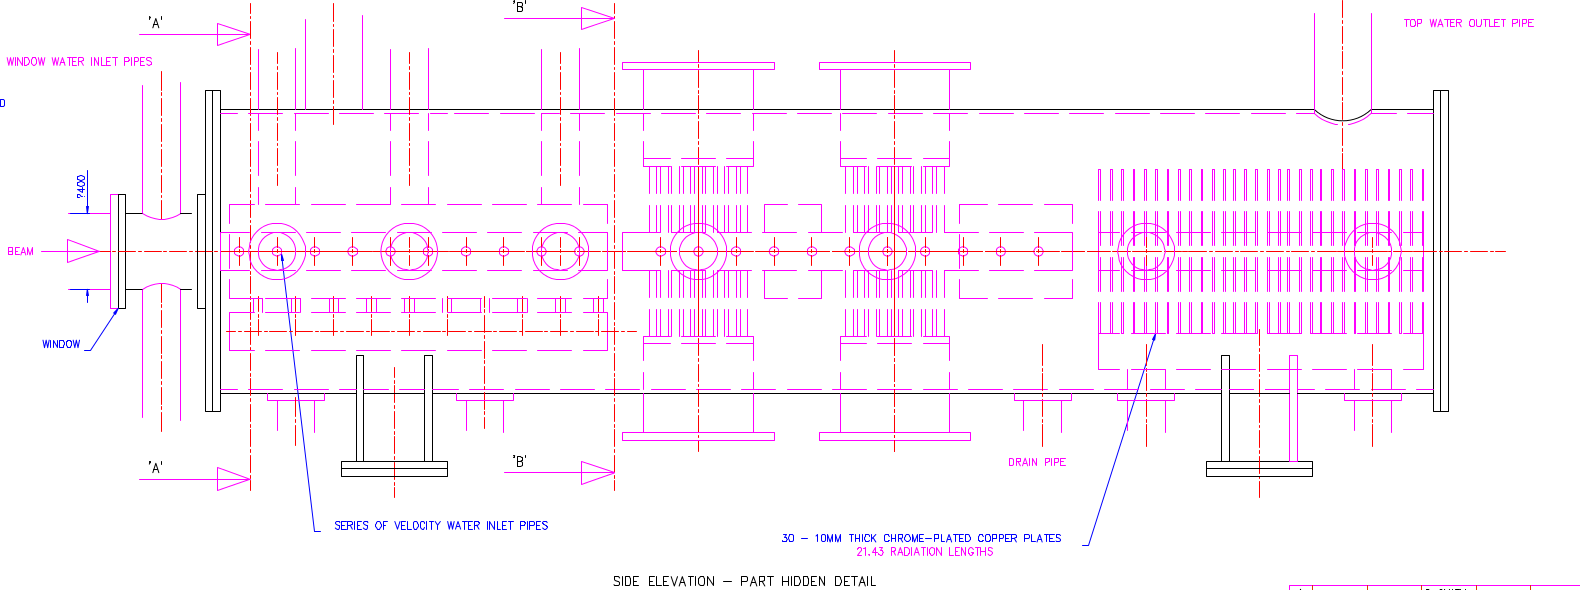 'A'
'B'
TOP WATER OUTLET PIPE
WINDOW WATER INLET PIPES
D
?400
BEAM
WINDOW
'A'
'B'
DRAIN PIPE
SERIES OF VELOCITY WATER INLET PIPES
30 - 10MM THICK CHROME-PLATED COPPER PLATES
21.43 RADIATION LENGTHS
SIDE ELEVATION - PART HIDDEN DETAIL